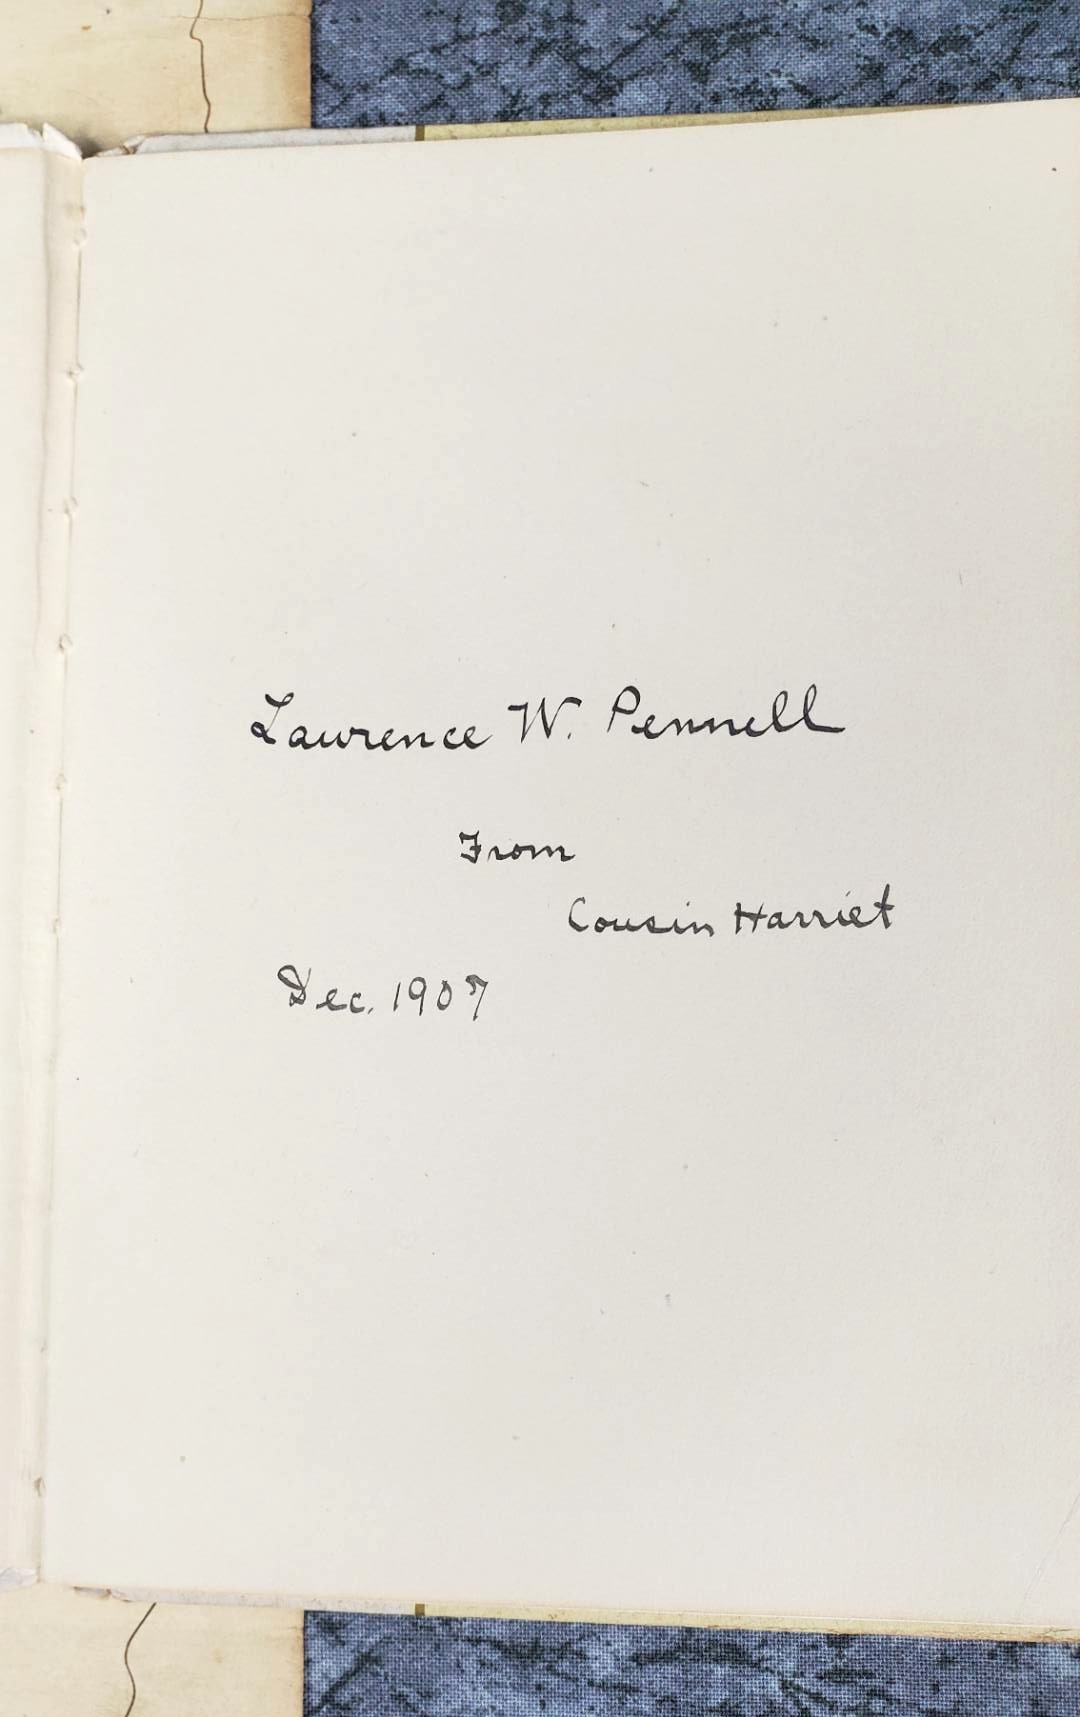 Lawrence W. Pennell
From
Cousin Harriet
Dec. 1907